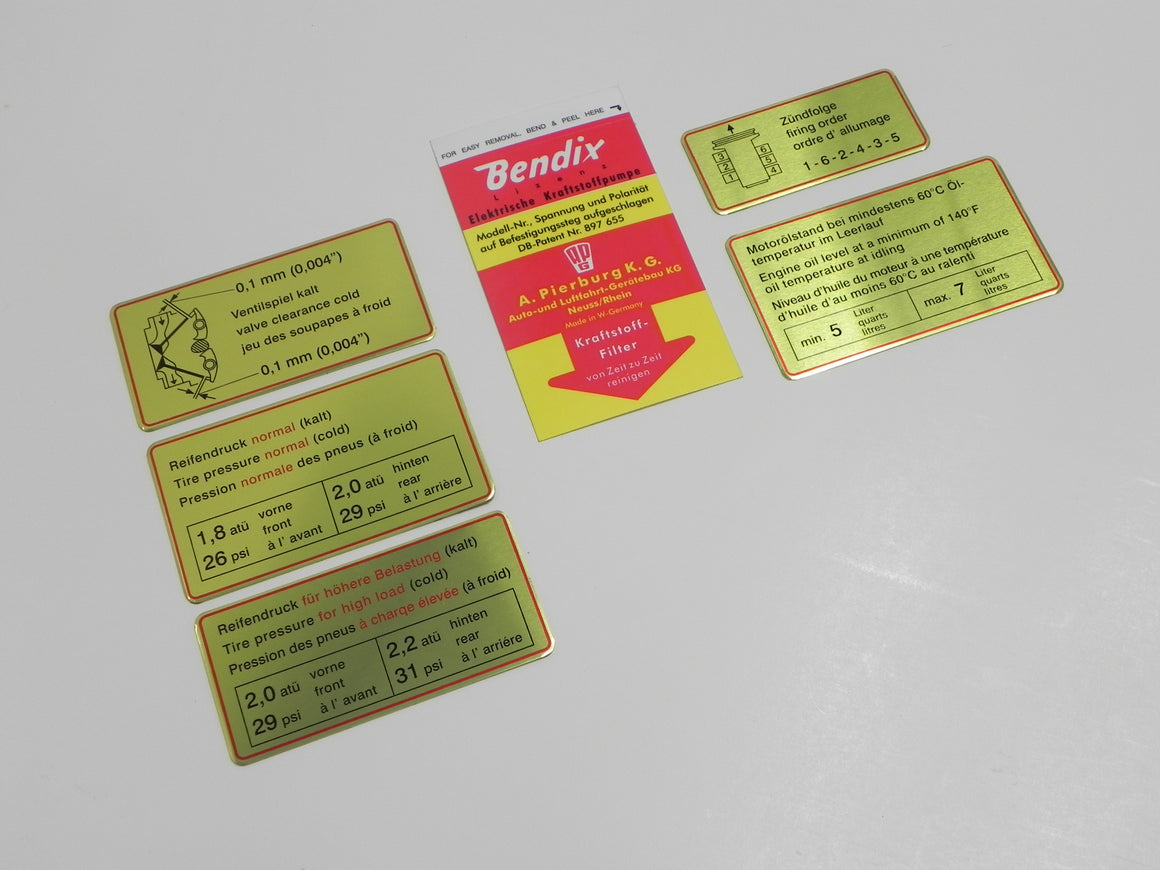 0,1 mm (0,004”)
Ventilspiel kalt
valve clearance cold
jeu des soupapes à froid
0,1 mm (0,004”)
Reifendruck normal (kalt)
Tire pressure normal (cold)
Pression normale des pneus (à froid)
1,8 atü vorne
26 psi front
à l' avant
2,0 atü hinten
29 psi rear
à l' arrière
Reifendruck für höhere Belastung (kalt)
Tire pressure for high load (cold)
Pression des pneus à charqe élevée (à froid)
2,0 atü vorne
29 psi front
à l' avant
2,2 atü hinten
31 psi rear
à l' arriére
FOR EASY REMOVAL, BEND & PEEL HERE
Bendix
Lizenz
Elektrische Kraftstoffpumpe
Modell-Nr., Spannung und Polarität
auf Befestigungssteg aufgeschlagen
DB-Patent Nr. 897 655
APG
A. Pierburg K. G.
Auto-und Luftfahrt-Gerätebau KG
Neuss/Rhein
Made in W-Germany
Kraftstoff-
Filter
von Zeit zu Zeit
reinigen
Zündfolge
firing order
ordre d' allumage
1-6-2-4-3-5
3 6
2 5
1 4
Motorölstand bei mindestens 60°C Öl-
temperatur im Leerlauf
Engine oil level at a minimum of 140°F
oil temperature at idling
Niveau d'huile du moteur à une température
d'huile d'au moins 60°C au ralenti
min. 5 Liter
quarts
litres
max. 7 Liter
quarts
litres